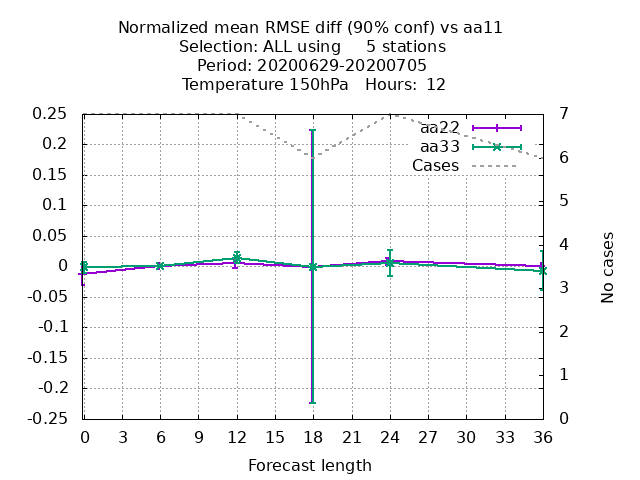 Normalized mean RMSE diff (90% conf) vs aa11
Selection: ALL using     5 stations
Period: 20200629-20200705
Temperature 150hPa   Hours:  12
0.25
0.2
0.15
0.1
0.05
0
-0.05
-0.1
-0.15
-0.2
-0.25
7
6
5
4
3
2
1
0
aa22
aa33
Cases
No cases
0 3 6 9 12 15 18 21 24 27 30 33 36
Forecast length